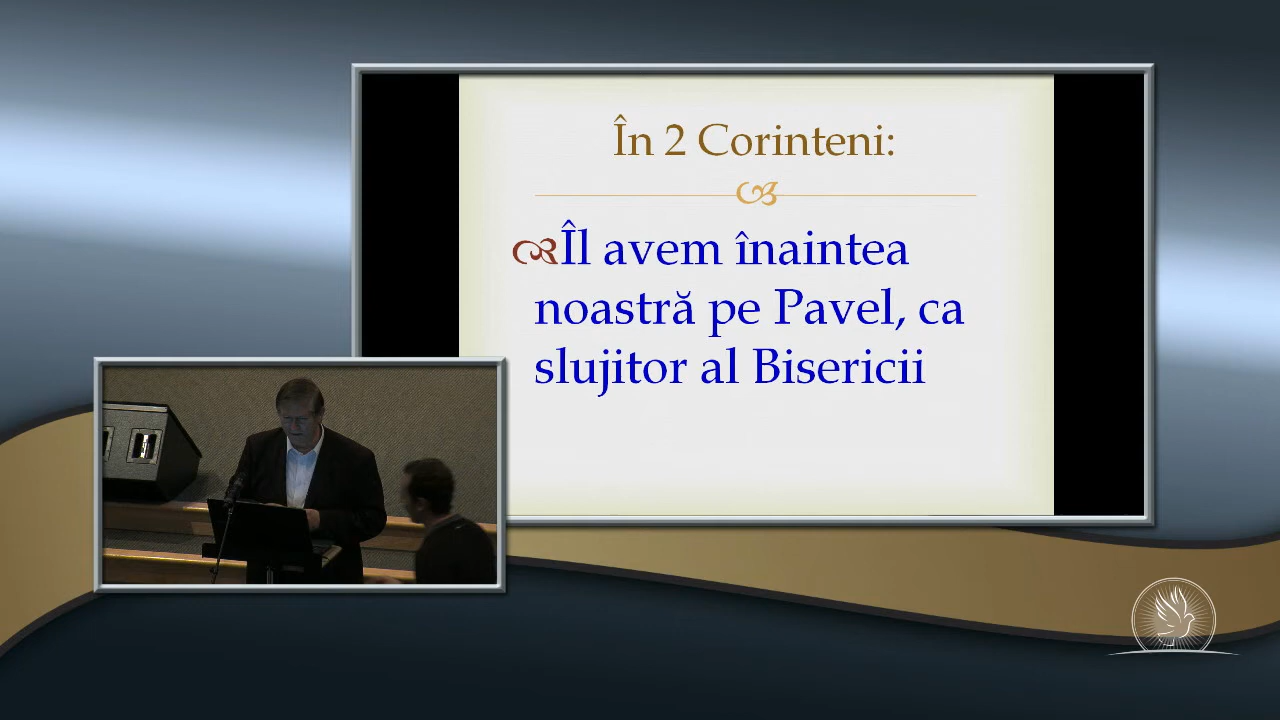 În 2 Corinteni:
Îl avem înaintea
noastră pe Pavel, ca
slujitor al Bisericii